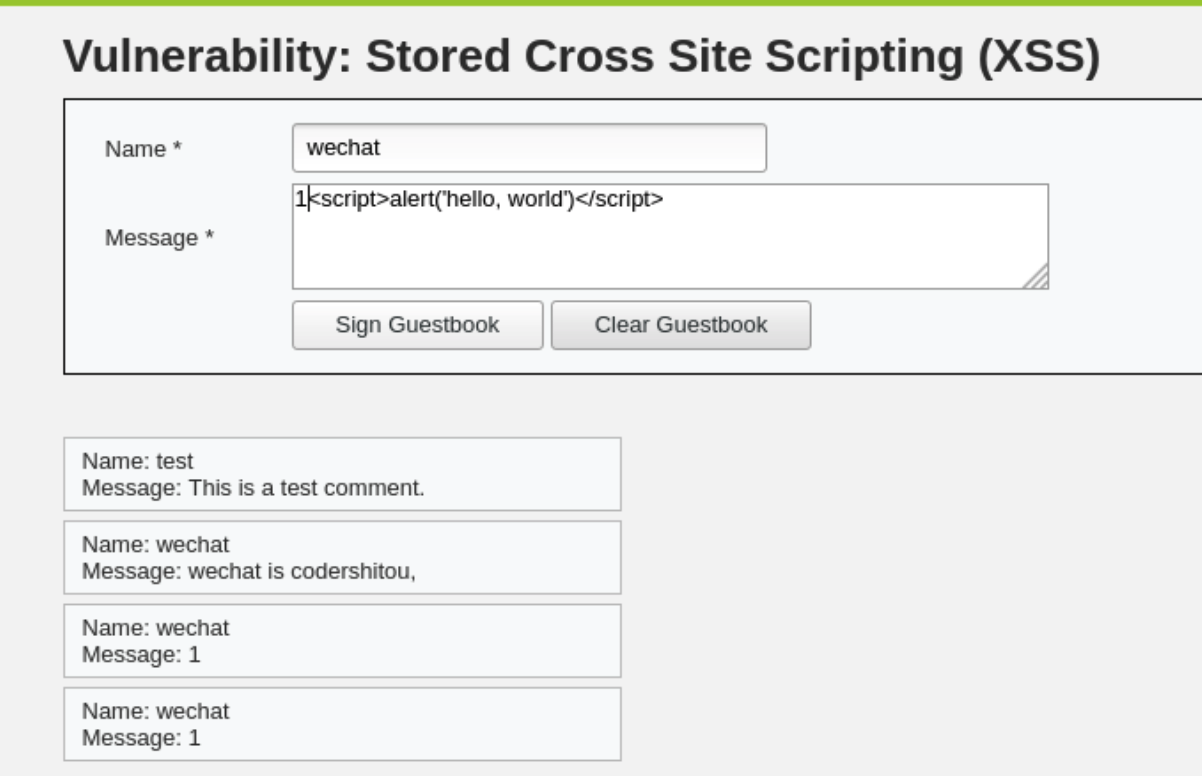 Vulnerability: Stored Cross Site Scripting (XSS)
Name * wechat
Message * 1<script>alert('hello, world')</script>
Sign Guestbook Clear Guestbook
Name: test
Message: This is a test comment.
Name: wechat
Message: wechat is codershitou,
Name: wechat
Message: 1
Name: wechat
Message: 1